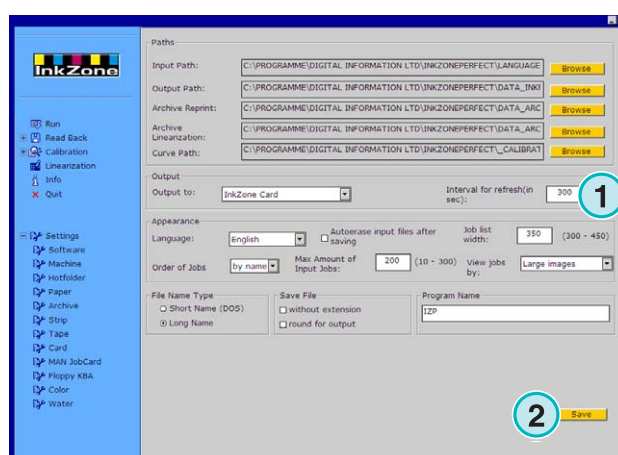 InkZone
Run
Read Back
Calibration
Linearization
Info
Quit
Settings
Software
Machine
Hotfolder
Paper
Archive
Strip
Tape
Card
MAN JobCard
Floppy KBA
Color
Water
Paths
Input Path: C:\PROGRAMME\DIGITAL INFORMATION LTD\INKZONEPERFECT\LANGUAGE Browse
Output Path: C:\PROGRAMME\DIGITAL INFORMATION LTD\INKZONEPERFECT\DATA_INKI Browse
Archive Reprint: C:\PROGRAMME\DIGITAL INFORMATION LTD\INKZONEPERFECT\DATA_ARC Browse
Archive
Linearization: C:\PROGRAMME\DIGITAL INFORMATION LTD\INKZONEPERFECT\DATA_ARC Browse
Curve Path: C:\PROGRAMME\DIGITAL INFORMATION LTD\INKZONEPERFECT\_CALIBRAT Browse
Output
Output to: InkZone Card Interval for refresh(in
sec): 300 1
Appearance
Language: English Autoerase input files after
saving Job list
width: 350 (300 - 450)
Order of Jobs by name Max Amount of
Input Jobs: 200 (10 - 300) View jobs
by: Large images
File Name Type
Short Name (DOS)
Long Name
Save File
without extension
round for output
Program Name
IZP
2 Save